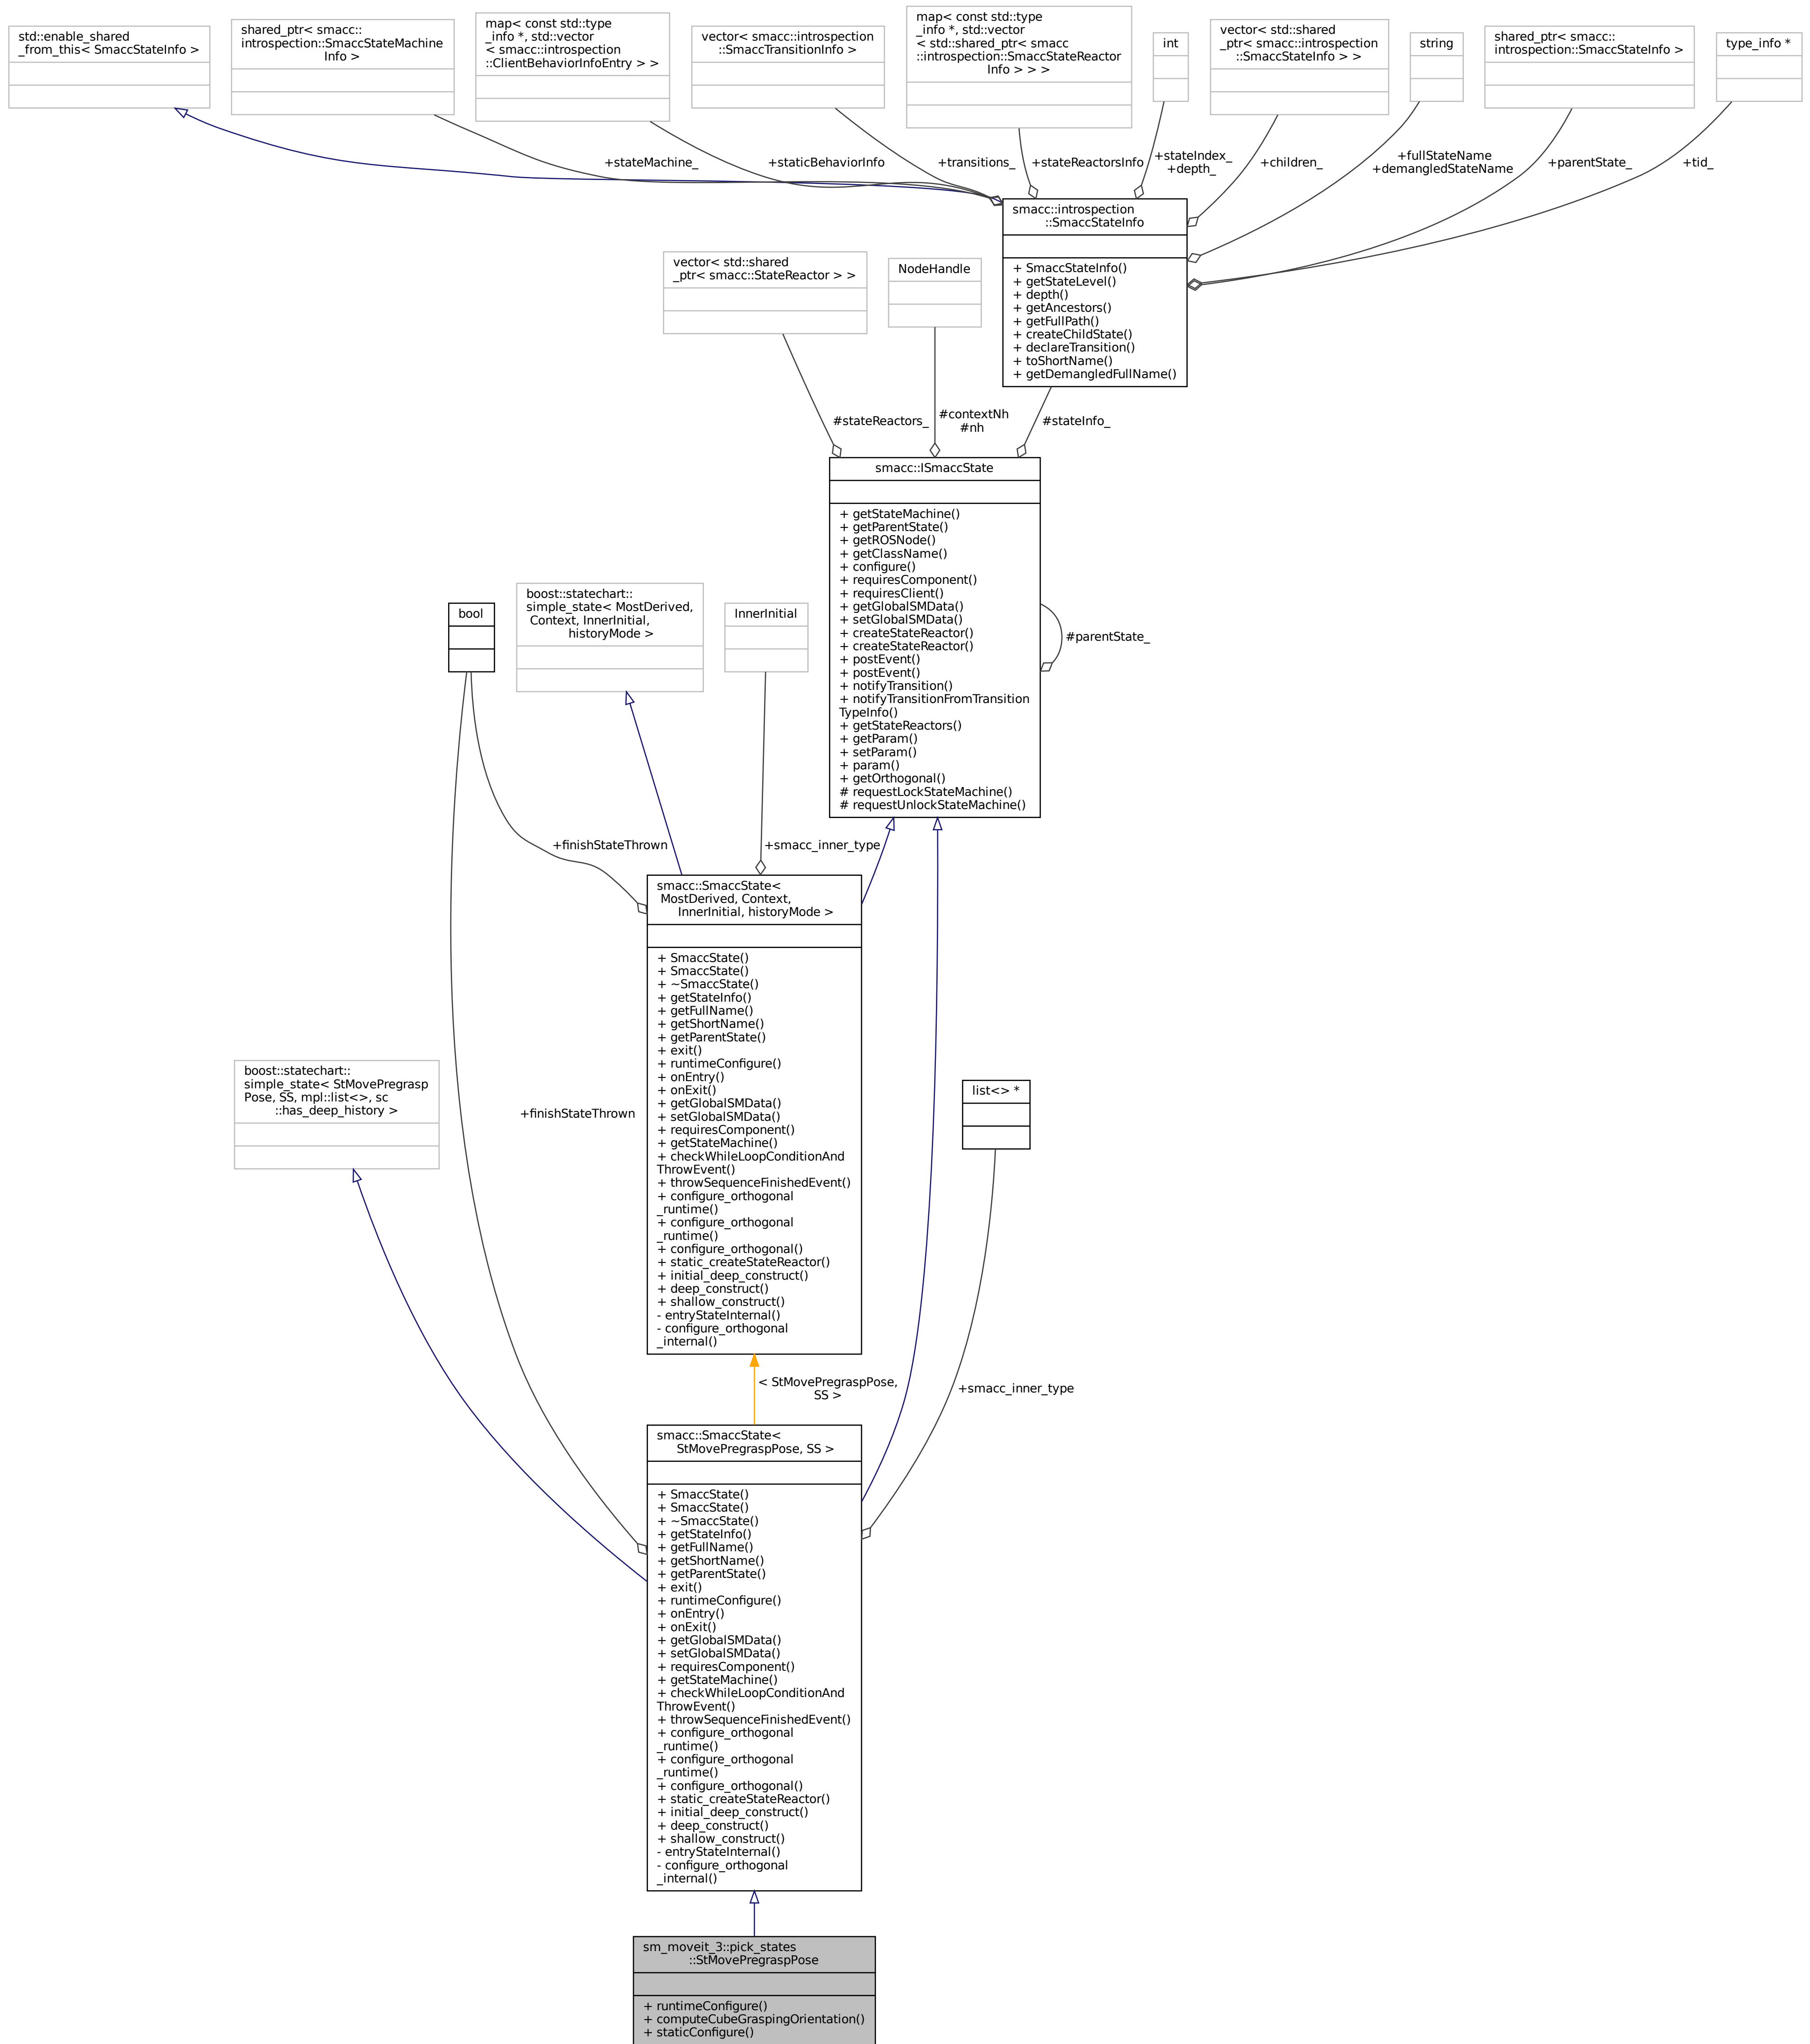 std::enable_shared
_from_this< SmaccStateInfo >
shared_ptr< smacc::
introspection::SmaccStateMachine
Info >
map< const std::type
_info *, std::vector
< smacc::introspection
::ClientBehaviorInfoEntry > >
vector< smacc::introspection
::SmaccTransitionInfo >
map< const std::type
_info *, std::vector
< std::shared_ptr< smacc
::introspection::SmaccStateReactor
Info > > >
int
vector< std::shared
_ptr< smacc::introspection
::SmaccStateInfo > >
string
shared_ptr< smacc::
introspection::SmaccStateInfo >
type_info *
+stateMachine_
+staticBehaviorInfo
+transitions_
+stateReactorsInfo
+stateIndex_
+depth_
+children_
+fullStateName
+demangledStateName
+parentState_
+tid_
smacc::introspection
::SmaccStateInfo
+ SmaccStateInfo()
+ getStateLevel()
+ depth()
+ getAncestors()
+ getFullPath()
+ createChildState()
+ declareTransition()
+ toShortName()
+ getDemangledFullName()
vector< std::shared
_ptr< smacc::StateReactor > >
NodeHandle
#stateReactors_
#contextNh
#nh
#stateInfo_
smacc::ISmaccState
+ getStateMachine()
+ getParentState()
+ getROSNode()
+ getClassName()
+ configure()
+ requiresComponent()
+ requiresClient()
+ getGlobalSMData()
+ setGlobalSMData()
+ createStateReactor()
+ createStateReactor()
+ postEvent()
+ postEvent()
+ notifyTransition()
+ notifyTransitionFromTransition
TypeInfo()
+ getStateReactors()
+ getParam()
+ setParam()
+ param()
+ getOrthogonal()
# requestLockStateMachine()
# requestUnlockStateMachine()
#parentState_
bool
boost::statechart::
simple_state< MostDerived,
Context, InnerInitial,
historyMode >
InnerInitial
+finishStateThrown
+smacc_inner_type
smacc::SmaccState<
MostDerived, Context,
InnerInitial, historyMode >
+ SmaccState()
+ SmaccState()
+ ~SmaccState()
+ getStateInfo()
+ getFullName()
+ getShortName()
+ getParentState()
+ exit()
+ runtimeConfigure()
+ onEntry()
+ onExit()
+ getGlobalSMData()
+ setGlobalSMData()
+ requiresComponent()
+ getStateMachine()
+ checkWhileLoopConditionAnd
ThrowEvent()
+ throwSequenceFinishedEvent()
+ configure_orthogonal
_runtime()
+ configure_orthogonal
_runtime()
+ configure_orthogonal()
+ static_createStateReactor()
+ initial_deep_construct()
+ deep_construct()
+ shallow_construct()
- entryStateInternal()
- configure_orthogonal
_internal()
boost::statechart::
simple_state< StMovePregrasp
Pose, SS, mpl::list<>, sc
::has_deep_history >
+finishStateThrown
list<> *
< StMovePregraspPose,
SS >
+smacc_inner_type
smacc::SmaccState<
StMovePregraspPose, SS >
+ SmaccState()
+ SmaccState()
+ ~SmaccState()
+ getStateInfo()
+ getFullName()
+ getShortName()
+ getParentState()
+ exit()
+ runtimeConfigure()
+ onEntry()
+ onExit()
+ getGlobalSMData()
+ setGlobalSMData()
+ requiresComponent()
+ getStateMachine()
+ checkWhileLoopConditionAnd
ThrowEvent()
+ throwSequenceFinishedEvent()
+ configure_orthogonal
_runtime()
+ configure_orthogonal
_runtime()
+ configure_orthogonal()
+ static_createStateReactor()
+ initial_deep_construct()
+ deep_construct()
+ shallow_construct()
- entryStateInternal()
- configure_orthogonal
_internal()
sm_moveit_3::pick_states
::StMovePregraspPose
+ runtimeConfigure()
+ computeCubeGraspingOrientation()
+ staticConfigure()